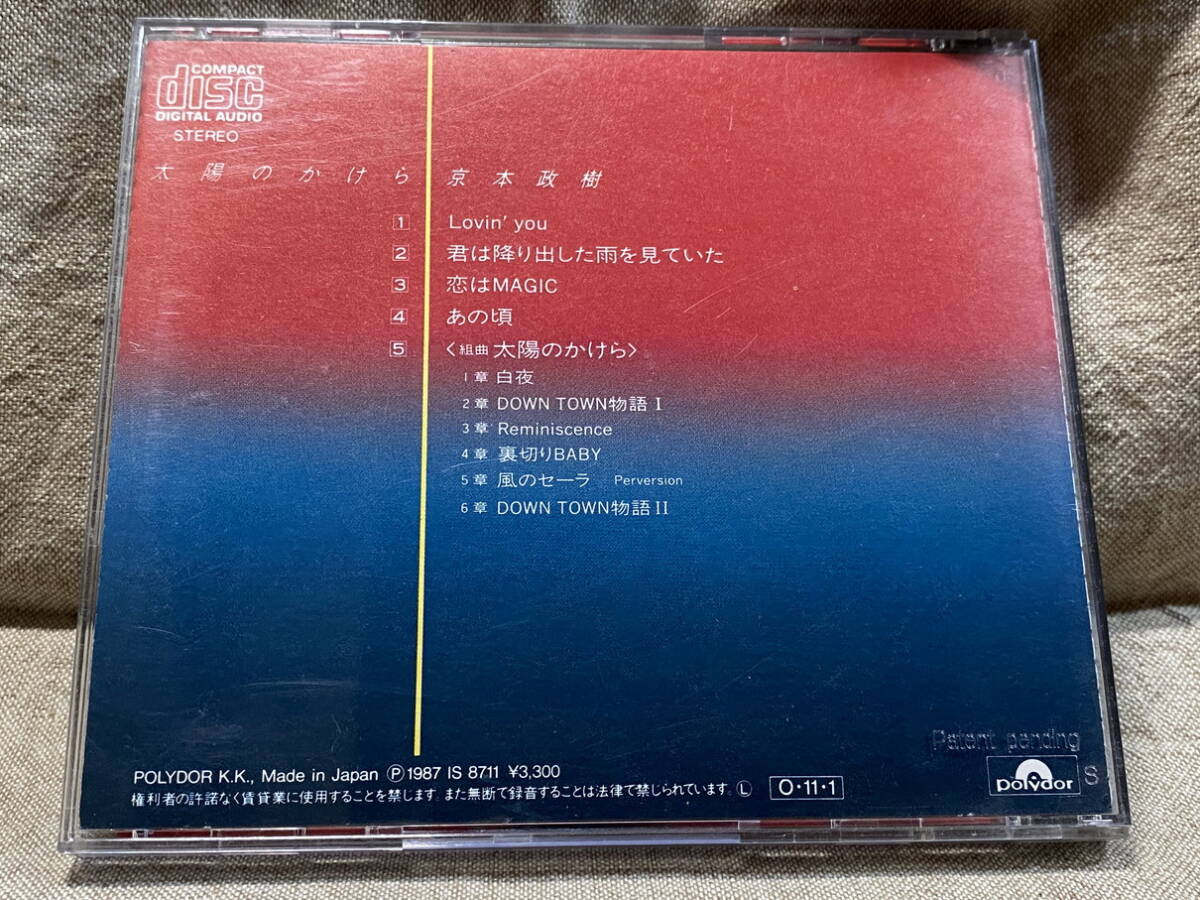 COMPACT
disc
DIGITAL AUDIO
STEREO
太陽のかけら 京本政樹
1 Lovin' you
2 君は降り出した雨を見ていた
3 恋はMAGIC
4 あの頃
5 〈組曲 太陽のかけら〉
1章 白夜
2章 DOWN TOWN物語 I
3章 Reminiscence
4章 裏切りBABY
5章 風のセーラ Perversion
6章 DOWN TOWN物語 II
Patent pending
POLYDOR K.K., Made in Japan Ⓟ1987 IS 8711 ¥3,300
権利者の許諾なく賃貸業に使用することを禁じます。また無断で録音することは法律で禁じられています。Ⓛ O・11・1
polydor S